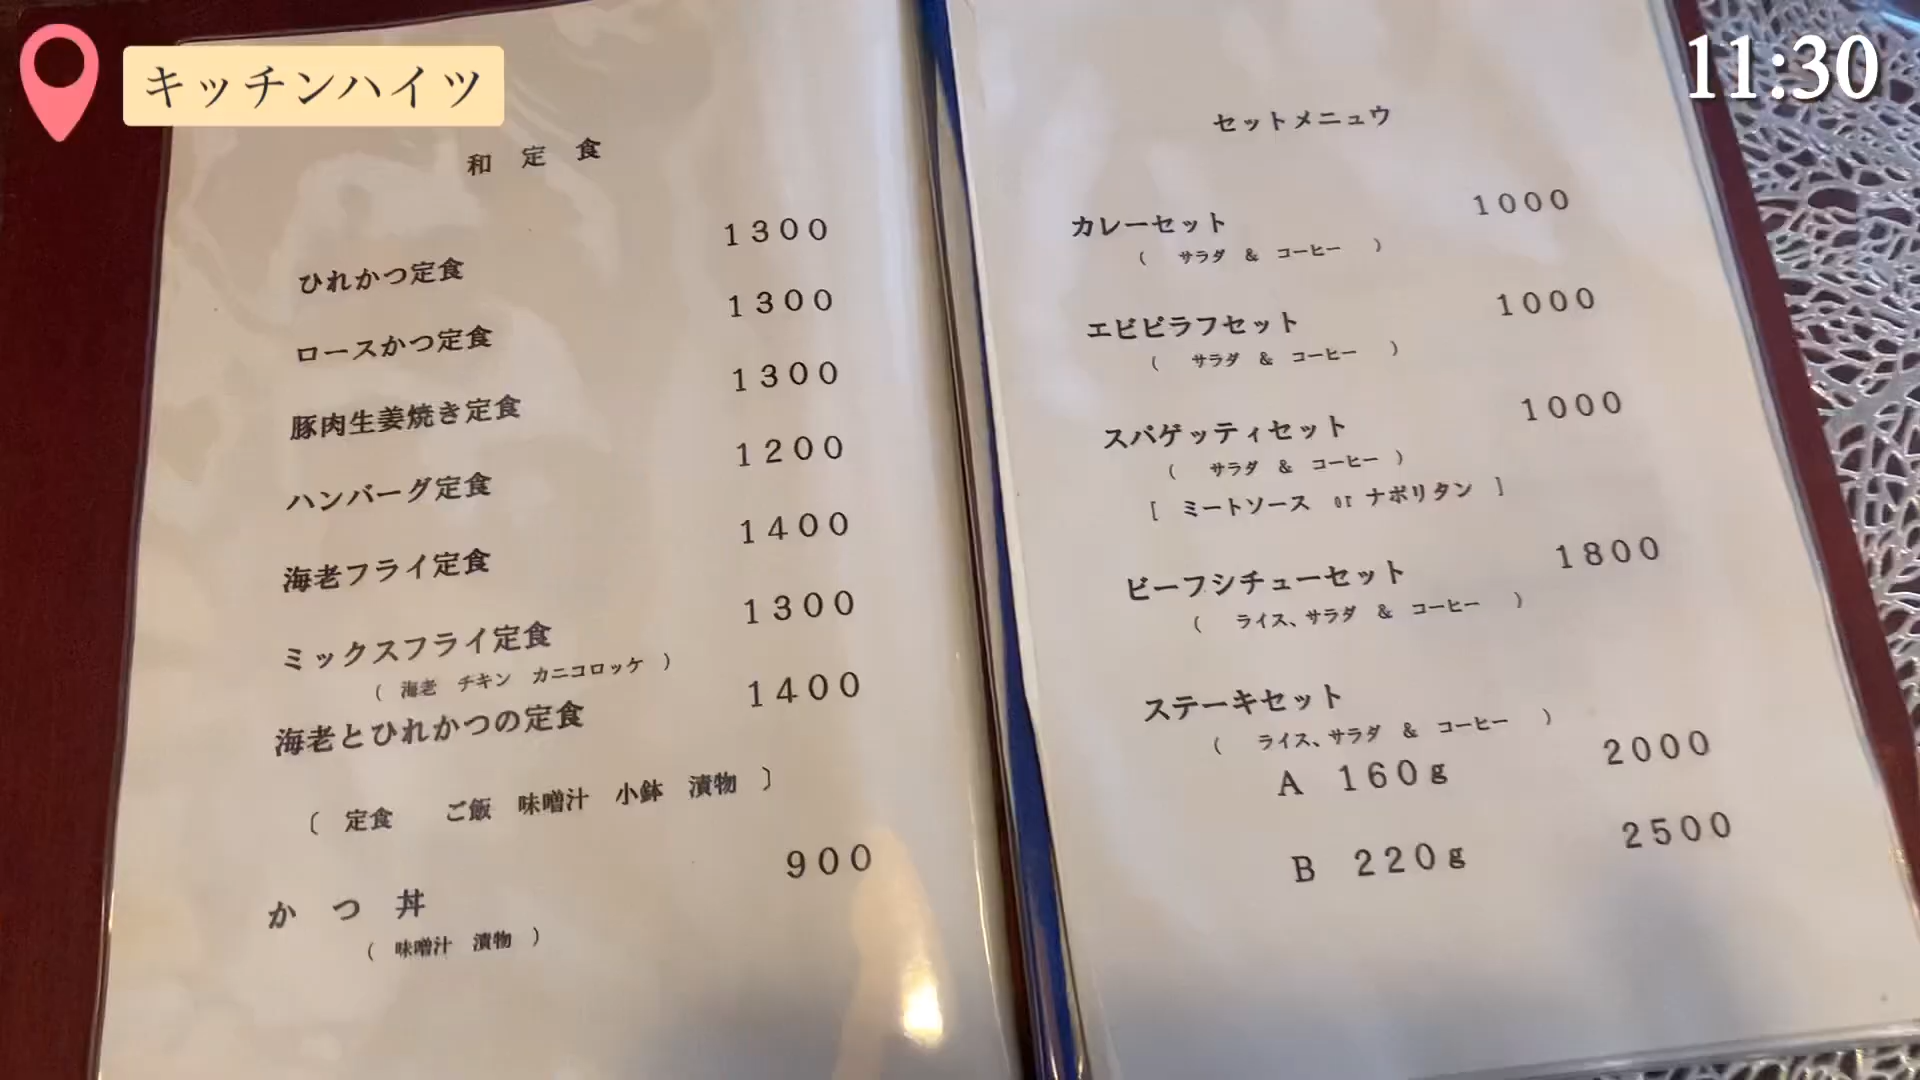 キッチンハイツ
11:30
和 定 食
ひれかつ定食 1300
ロースかつ定食 1300
豚肉生姜焼き定食 1300
ハンバーグ定食 1200
海老フライ定食 1400
ミックスフライ定食 1300
( 海老 チキン カニコロッケ )
海老とひれかつの定食 1400
〔 定食 ご飯 味噌汁 小鉢 漬物 〕
か つ 丼 900
( 味噌汁 漬物 )
セットメニュウ
カレーセット 1000
( サラダ & コーヒー )
エビピラフセット 1000
( サラダ & コーヒー )
スパゲッティセット 1000
( サラダ & コーヒー )
[ ミートソース or ナポリタン ]
ビーフシチューセット 1800
( ライス、サラダ & コーヒー )
ステーキセット
( ライス、サラダ & コーヒー )
A 160g 2000
B 220g 2500